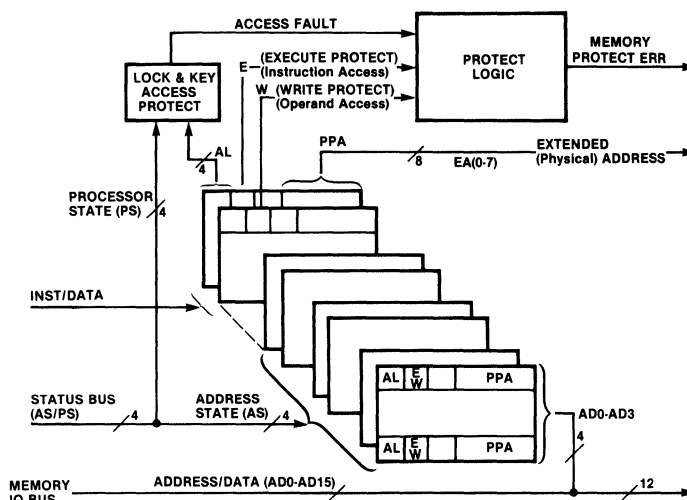 ACCESS FAULT
LOCK & KEY
ACCESS
PROTECT
E
(EXECUTE PROTECT)
(Instruction Access)
W
(WRITE PROTECT)
(Operand Access)
PROTECT
LOGIC
MEMORY
PROTECT ERR
AL
4
PPA
8
EA(0-7)
EXTENDED
(Physical) ADDRESS
PROCESSOR
STATE (PS)
4
INST/DATA
STATUS BUS
(AS/PS)
4
ADDRESS
STATE (AS)
4
AL
E
W
PPA
AL
E
W
PPA
AD0-AD3
4
MEMORY
IO BUS
ADDRESS/DATA (AD0-AD15)
12